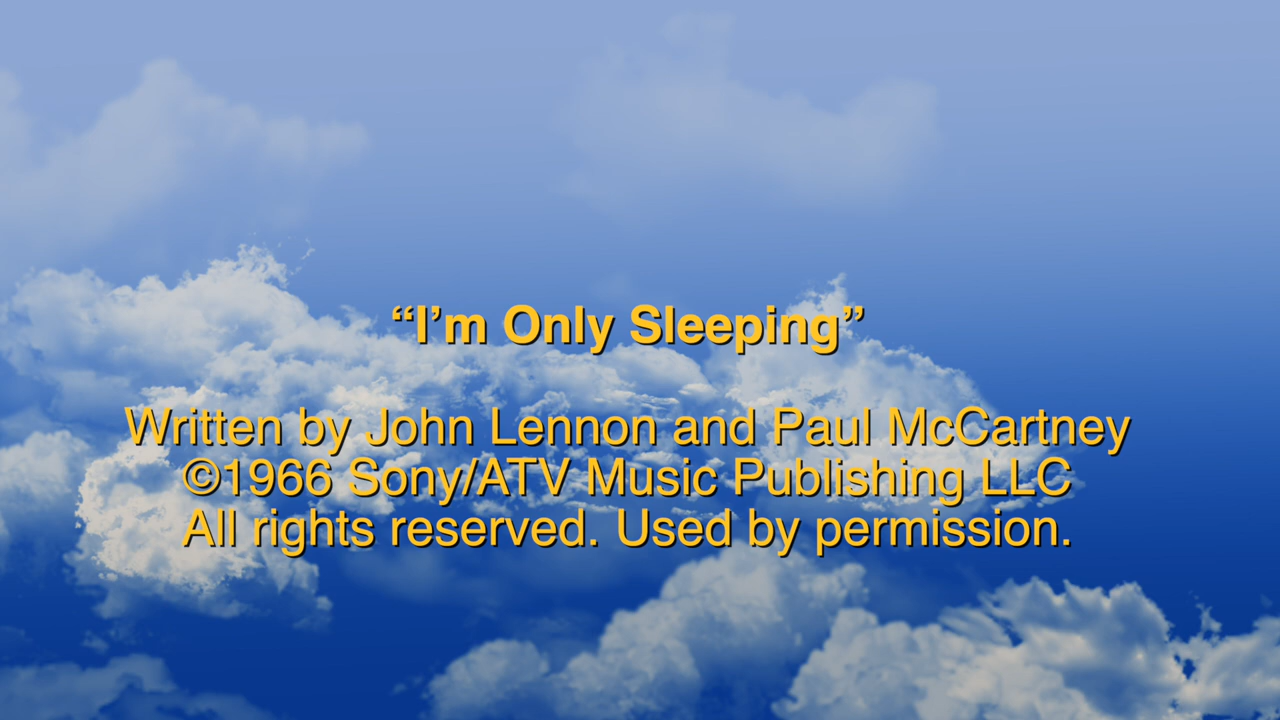 “I’m Only Sleeping”
Written by John Lennon and Paul McCartney
©1966 Sony/ATV Music Publishing LLC
All rights reserved. Used by permission.